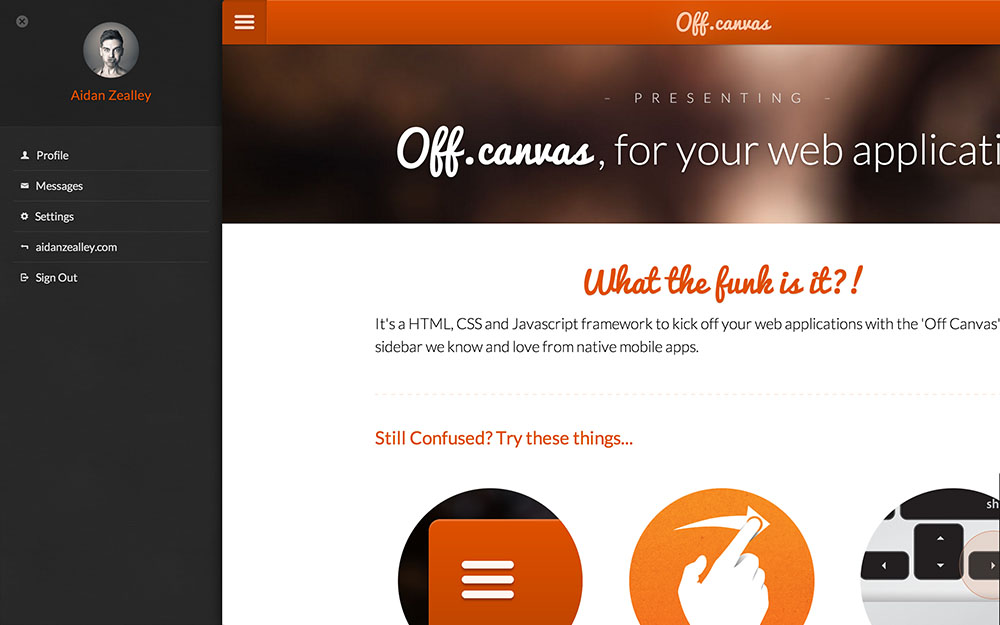 Aidan Zealley
Profile
Messages
Settings
aidanzealley.com
Sign Out
Off.canvas
– PRESENTING –
Off.canvas, for your web applicati
What the funk is it?!
It's a HTML, CSS and Javascript framework to kick off your web applications with the 'Off Canvas'
sidebar we know and love from native mobile apps.
Still Confused? Try these things...
sh